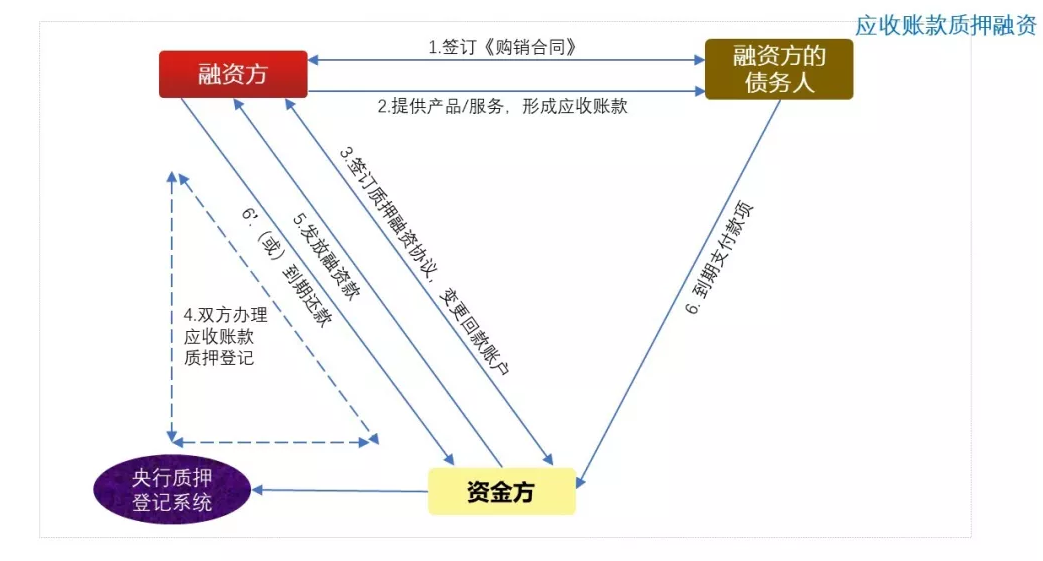 应收账款质押融资
1.签订《购销合同》
融资方
融资方的
债务人
2.提供产品/服务，形成应收账款
3.签订质押融资协议，变更回款账户
5.发放融资款
6'.（或）到期还款
6. 到期支付款项
4.双方办理
应收账款
质押登记
央行质押
登记系统
资金方